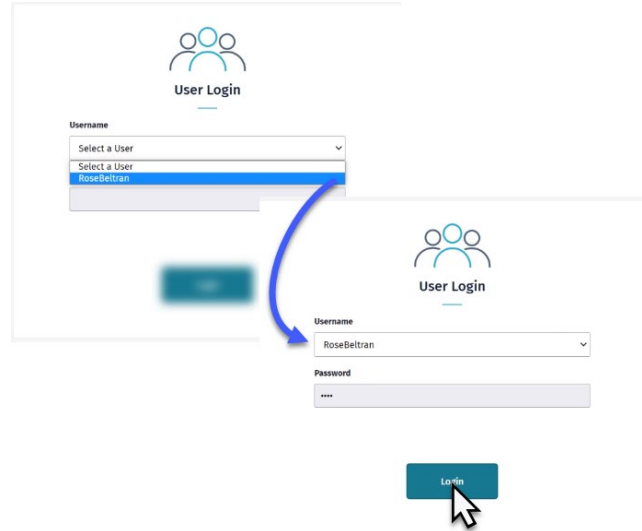 User Login
Username
Select a User
Select a User
RoseBeltran
User Login
Username
RoseBeltran
Password
••••
Login